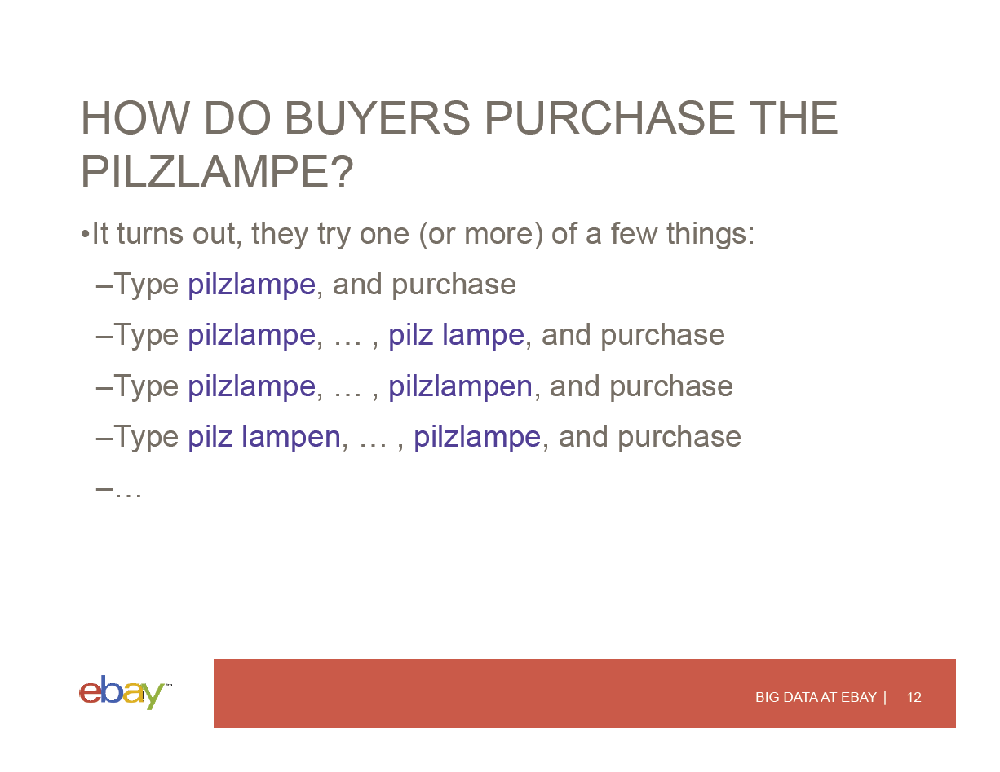 HOW DO BUYERS PURCHASE THE
PILZLAMPE?
•It turns out, they try one (or more) of a few things:
–Type pilzlampe, and purchase
–Type pilzlampe, … , pilz lampe, and purchase
–Type pilzlampe, … , pilzlampen, and purchase
–Type pilz lampen, … , pilzlampe, and purchase
–…
ebay™
BIG DATA AT EBAY | 12